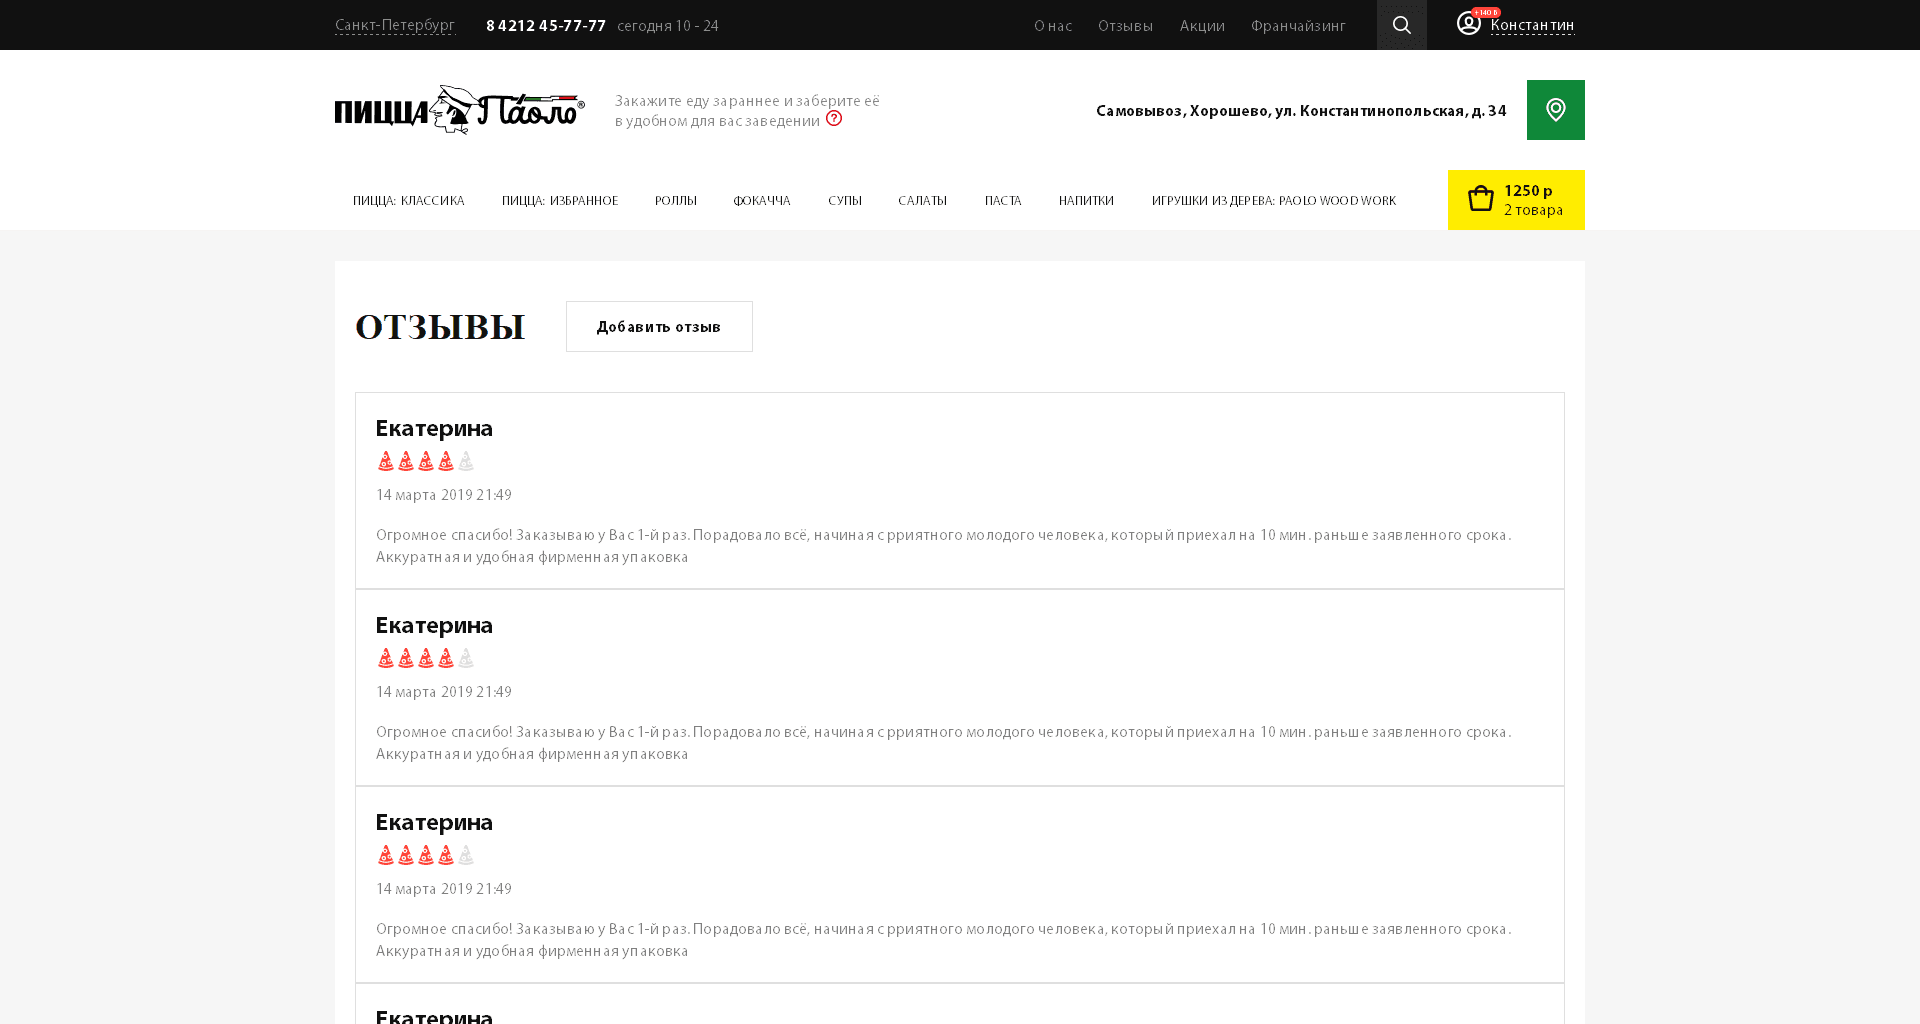 Санкт-Петербург
8 4212 45-77-77 сегодня 10 - 24
О нас
Отзывы
Акции
Франчайзинг
+140 Б
Константин
ПИЦЦА Паоло®
Закажите еду зараннее и заберите её
в удобном для вас заведении ?
Самовывоз, Хорошево, ул. Константинопольская, д. 34
ПИЦЦА: КЛАССИКА
ПИЦЦА: ИЗБРАННОЕ
РОЛЛЫ
ФОКАЧЧА
СУПЫ
САЛАТЫ
ПАСТА
НАПИТКИ
ИГРУШКИ ИЗ ДЕРЕВА: PAOLO WOOD WORK
1250 р
2 товара
ОТЗЫВЫ
Добавить отзыв
Екатерина
14 марта 2019 21:49
Огромное спасибо! Заказываю у Вас 1-й раз. Порадовало всё, начиная с рриятного молодого человека, который приехал на 10 мин. раньше заявленного срока.
Аккуратная и удобная фирменная упаковка
Екатерина
14 марта 2019 21:49
Огромное спасибо! Заказываю у Вас 1-й раз. Порадовало всё, начиная с рриятного молодого человека, который приехал на 10 мин. раньше заявленного срока.
Аккуратная и удобная фирменная упаковка
Екатерина
14 марта 2019 21:49
Огромное спасибо! Заказываю у Вас 1-й раз. Порадовало всё, начиная с рриятного молодого человека, который приехал на 10 мин. раньше заявленного срока.
Аккуратная и удобная фирменная упаковка
Екатерина